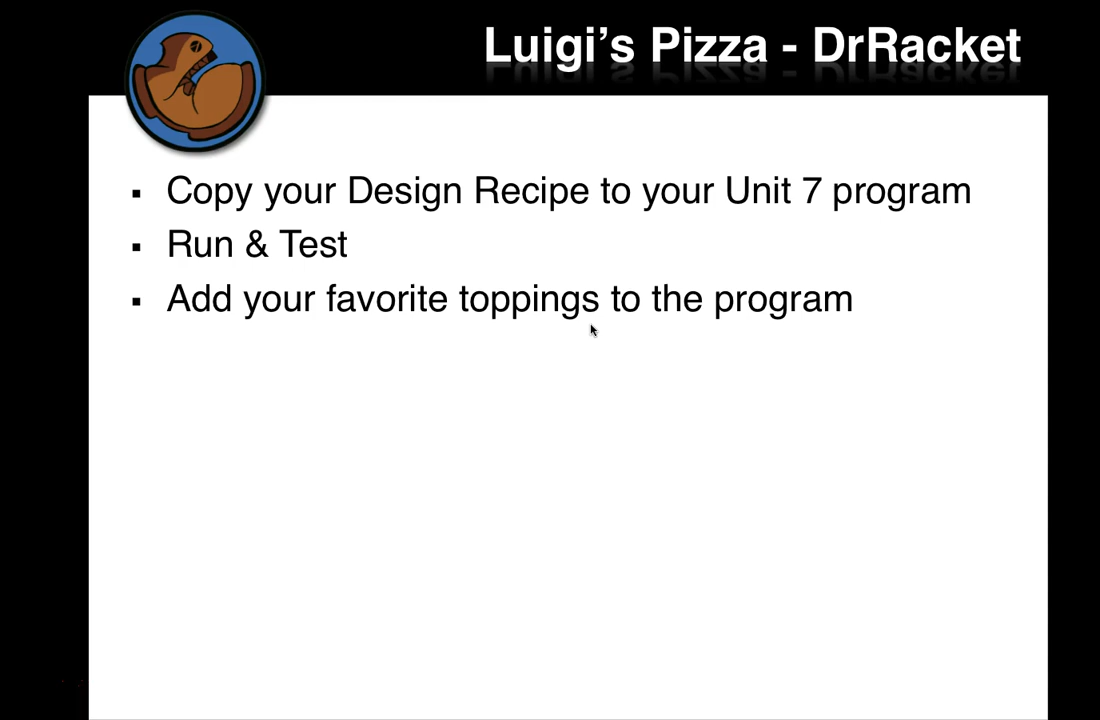 Luigi’s Pizza - DrRacket
▪ Copy your Design Recipe to your Unit 7 program
▪ Run & Test
▪ Add your favorite toppings to the program